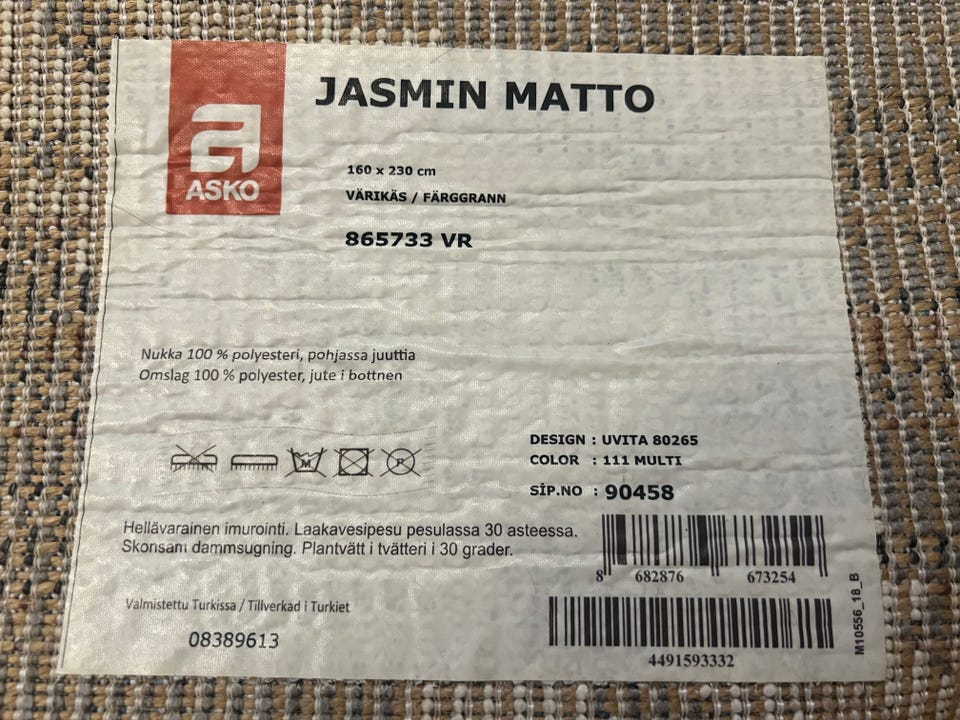 ASKO
JASMIN MATTO
160 x 230 cm
VÄRIKÄS / FÄRGGRANN
865733 VR
Nukka 100 % polyesteri, pohjassa juuttia
Omslag 100 % polyester, jute i bottnen
M
P
DESIGN : UVITA 80265
COLOR : 111 MULTI
SİP.NO : 90458
Hellävarainen imurointi. Laakavesipesu pesulassa 30 asteessa.
Skonsam dammsugning. Plantvätt i tvätteri i 30 grader.
8 682876 673254
Valmistettu Turkissa / Tillverkad i Turkiet
08389613
4491593332
M10556_18_B